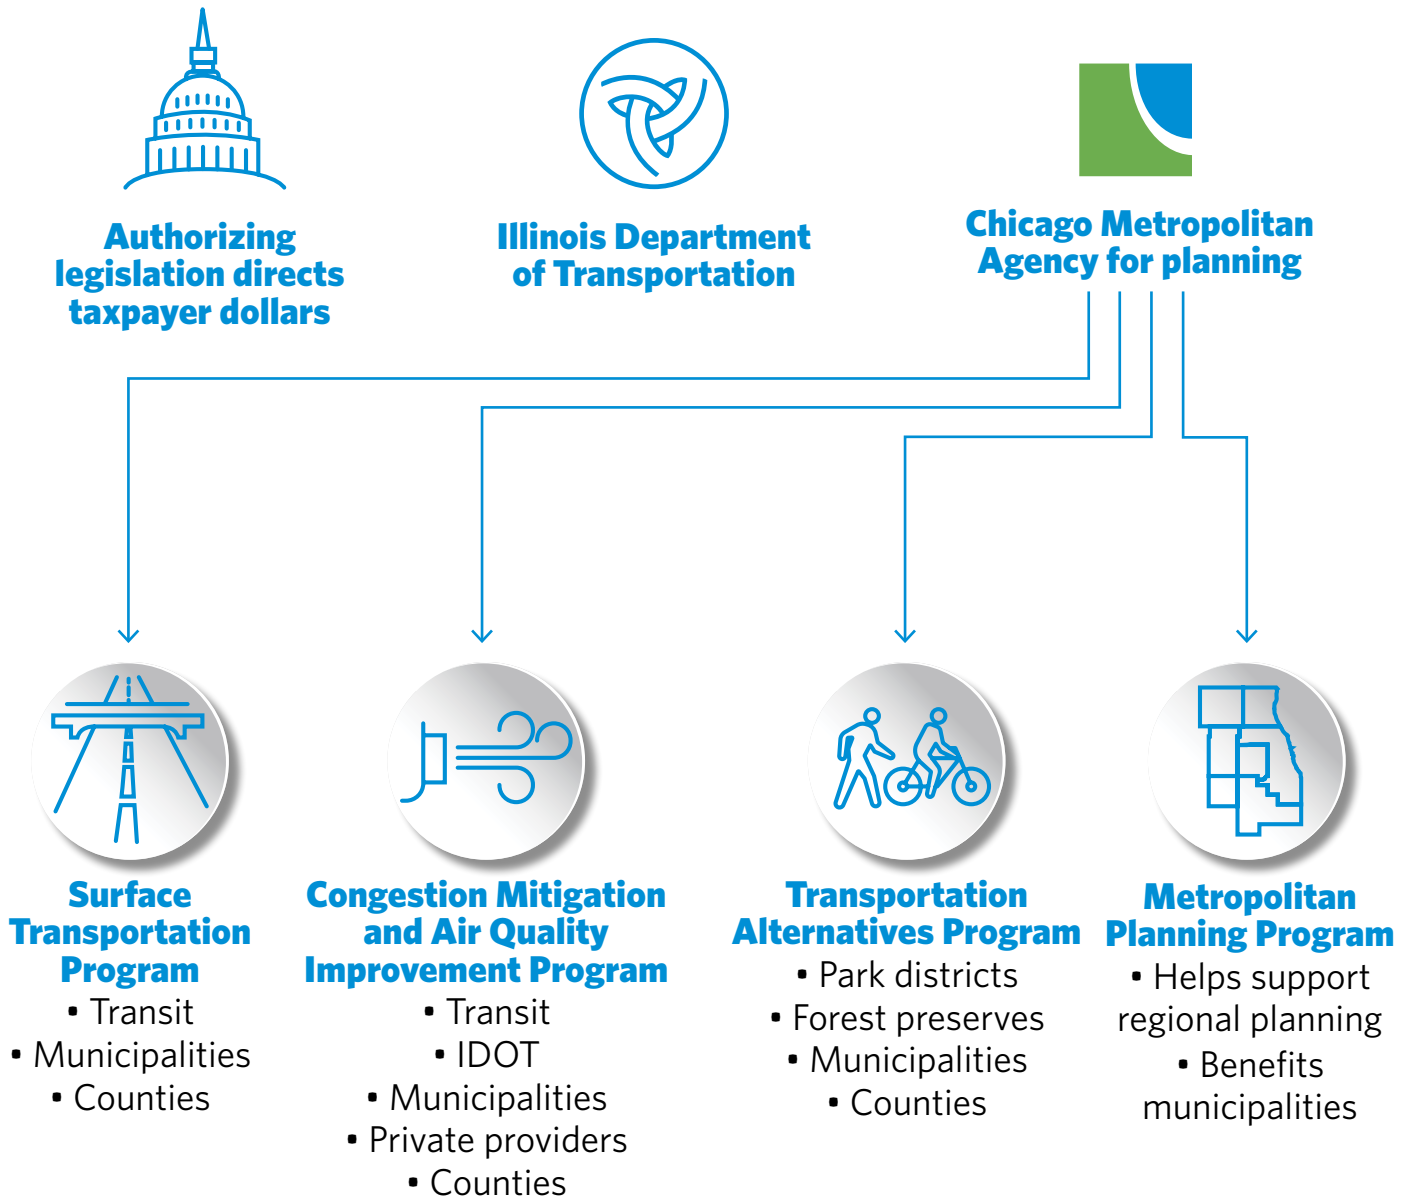 Authorizing
legislation directs
taxpayer dollars
Illinois Department
of Transportation
Chicago Metropolitan
Agency for planning
Surface
Transportation
Program
• Transit
• Municipalities
• Counties
Congestion Mitigation
and Air Quality
Improvement Program
• Transit
• IDOT
• Municipalities
• Private providers
• Counties
Transportation
Alternatives Program
• Park districts
• Forest preserves
• Municipalities
• Counties
Metropolitan
Planning Program
• Helps support
regional planning
• Benefits
municipalities